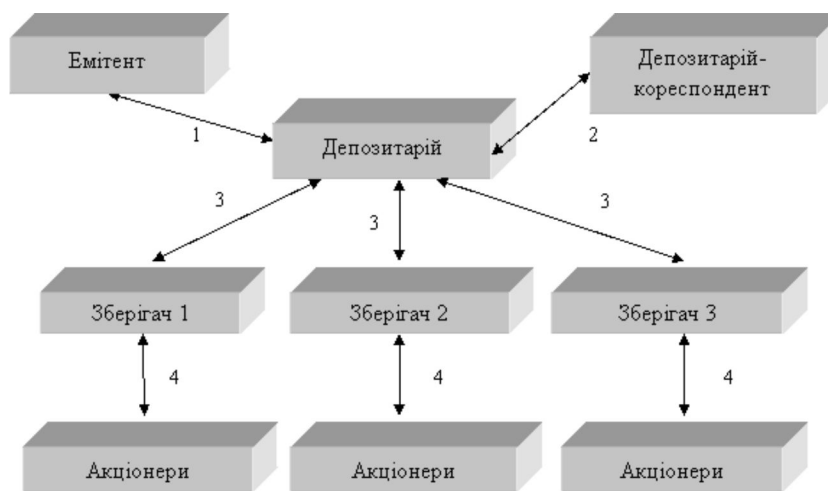 Емітент
Депозитарій-
кореспондент
1
Депозитарій
2
3
3
3
Зберігач 1
Зберігач 2
Зберігач 3
4
4
4
Акціонери
Акціонери
Акціонери